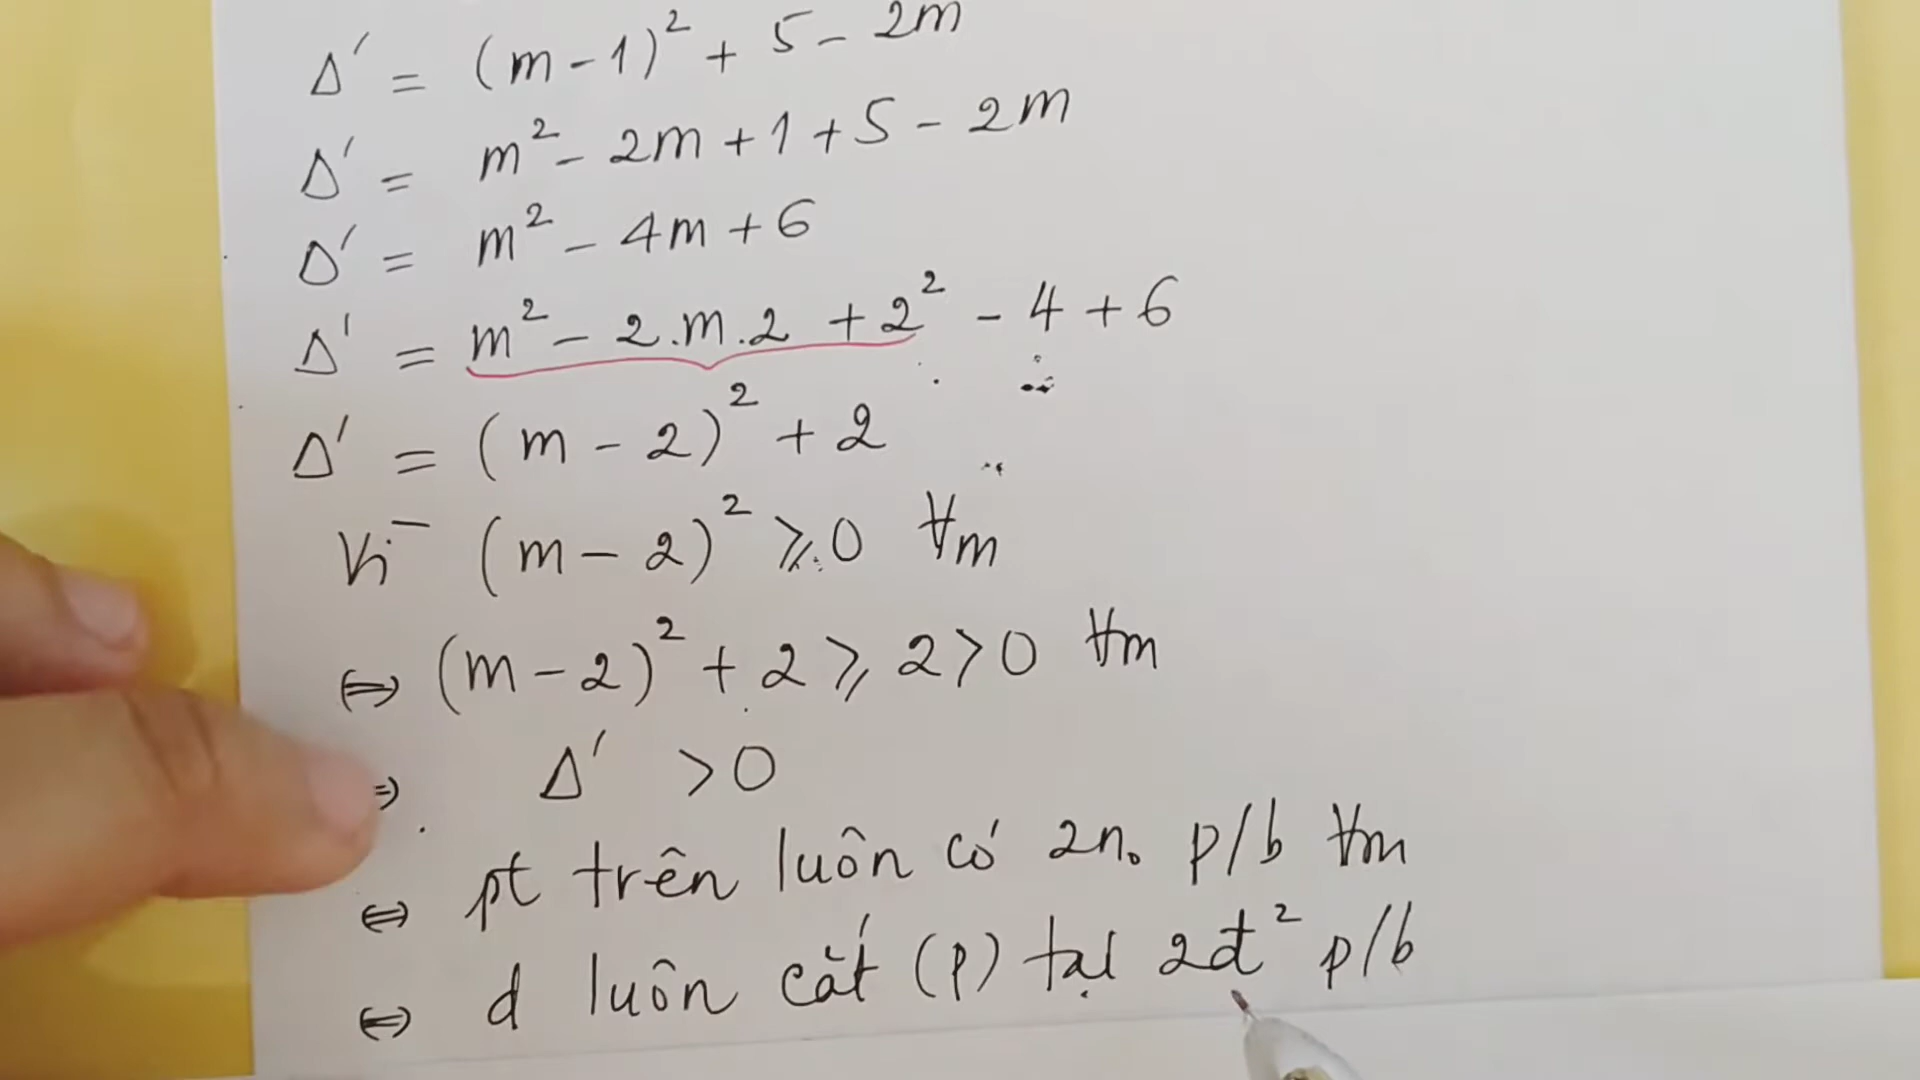 Δ' = (m - 1)² + 5 - 2m
Δ' = m² - 2m + 1 + 5 - 2m
Δ' = m² - 4m + 6
Δ' = m² - 2.m.2 + 2² - 4 + 6
Δ' = (m - 2)² + 2
Vì (m - 2)² ⩾ 0 ∀m
⇔ (m - 2)² + 2 ⩾ 2 > 0 ∀m
⇒ Δ' > 0
⇔ pt trên luôn có 2n₀ p/b ∀m
⇔ d luôn cắt (P) tại 2đ² p/b